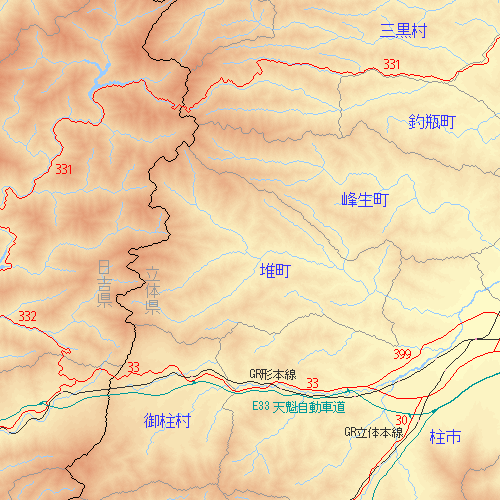 三黒村
331
釣瓶町
331
峰生町
堆町
日吉県
立体県
332
399
33
GR形本線
33
E33 天魁自動車道
御柱村
30
GR立体本線
柱市